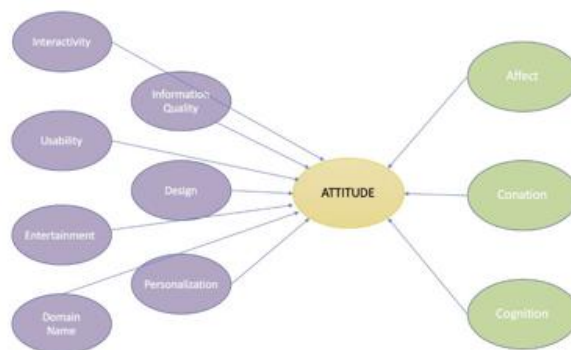 Interactivity
Information
Quality
Usability
Design
Entertainment
Personalization
Domain
Name
ATTITUDE
Affect
Conation
Cognition